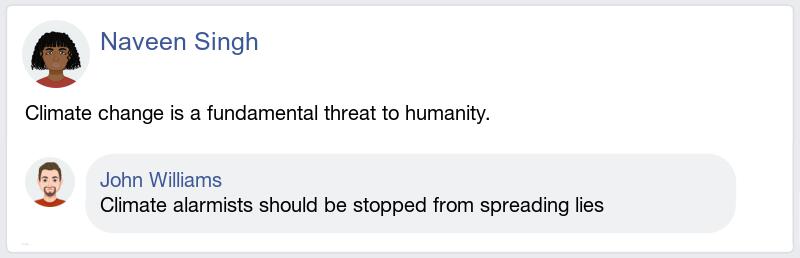 Naveen Singh
Climate change is a fundamental threat to humanity.
John Williams
Climate alarmists should be stopped from spreading lies